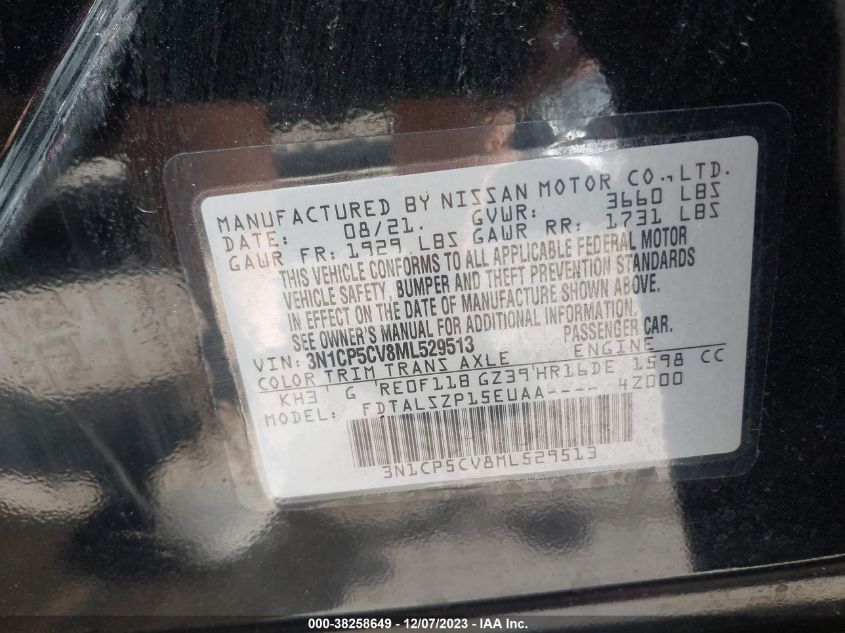 MANUFACTURED BY NISSAN MOTOR CO., LTD.
DATE: 08/21. GVWR: 3660 LBS
GAWR FR: 1929 LBS GAWR RR: 1731 LBS
THIS VEHICLE CONFORMS TO ALL APPLICABLE FEDERAL MOTOR
VEHICLE SAFETY, BUMPER AND THEFT PREVENTION STANDARDS
IN EFFECT ON THE DATE OF MANUFACTURE SHOWN ABOVE.
SEE OWNER'S MANUAL FOR ADDITIONAL INFORMATION.
VIN: 3N1CP5CV8ML529513 PASSENGER CAR.
COLOR TRIM TRANS AXLE ENGINE
KH3 G 'RE0F11B GZ39'HR16DE 1598 CC
MODEL: FDTALSZP15EUAA---- 4Z000
3N1CP5CV8ML529513
000-38258649 - 12/07/2023 - © IAA, Inc.